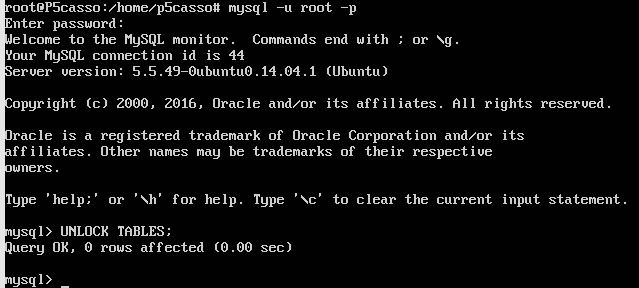 root@P5casso:/home/p5casso# mysql -u root -p
Enter password:
Welcome to the MySQL monitor.  Commands end with ; or \g.
Your MySQL connection id is 44
Server version: 5.5.49-0ubuntu0.14.04.1 (Ubuntu)
Copyright (c) 2000, 2016, Oracle and/or its affiliates. All rights reserved.
Oracle is a registered trademark of Oracle Corporation and/or its
affiliates. Other names may be trademarks of their respective
owners.
Type 'help;' or '\h' for help. Type '\c' to clear the current input statement.
mysql> UNLOCK TABLES;
Query OK, 0 rows affected (0.00 sec)
mysql> _